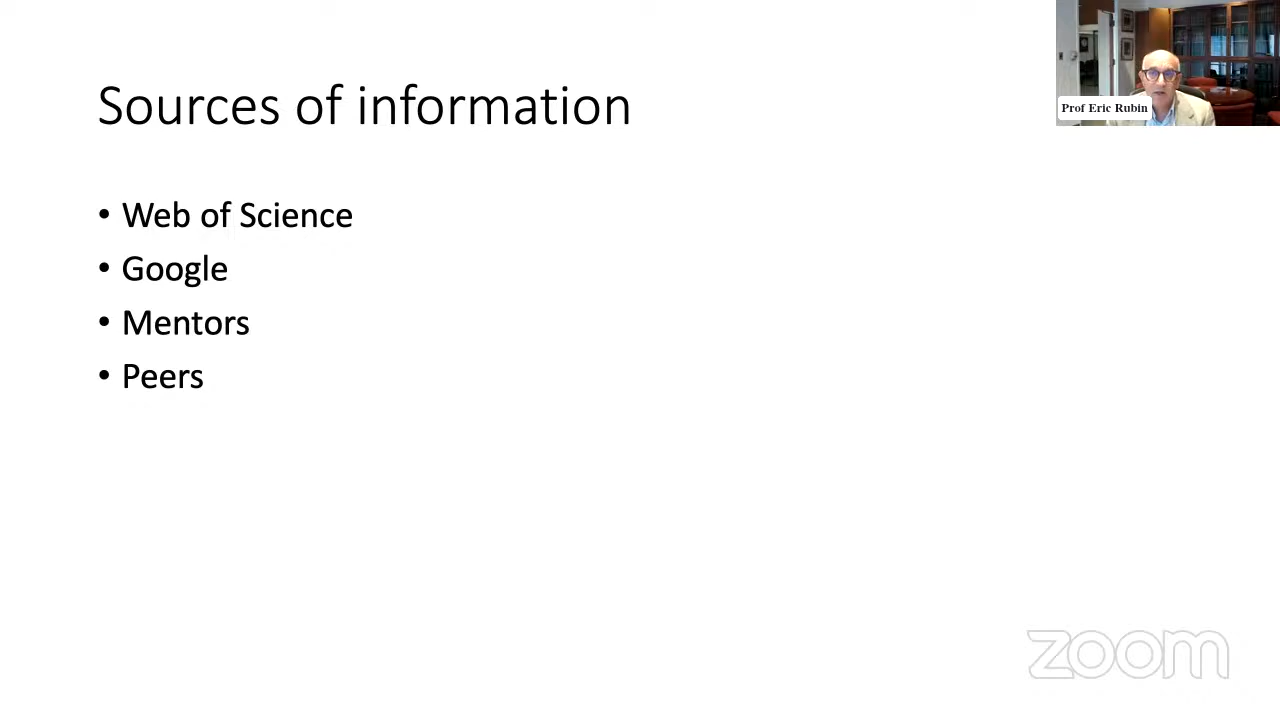 Sources of information
Prof Eric Rubin
• Web of Science
• Google
• Mentors
• Peers
zoom